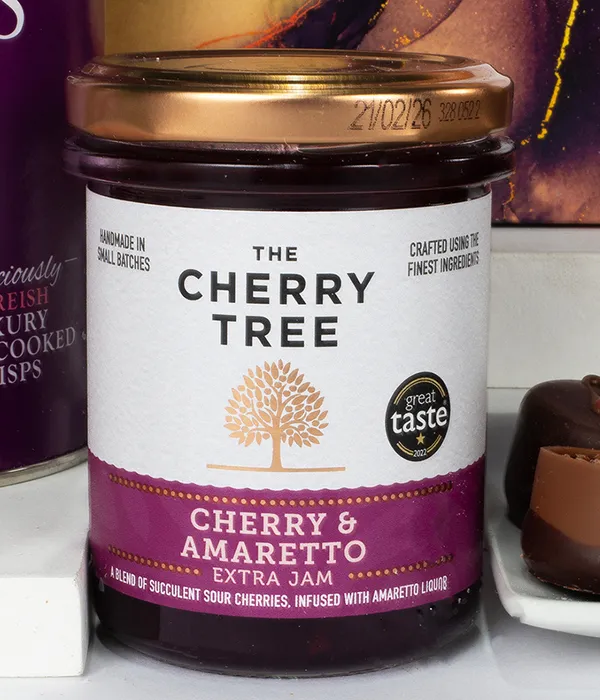 21/02/26 328 0522
HANDMADE IN
SMALL BATCHES
CRAFTED USING THE
FINEST INGREDIENTS
THE
CHERRY
TREE
great
taste
2022
CHERRY &
AMARETTO
EXTRA JAM
A BLEND OF SUCCULENT SOUR CHERRIES, INFUSED WITH AMARETTO LIQUOR
COOKED